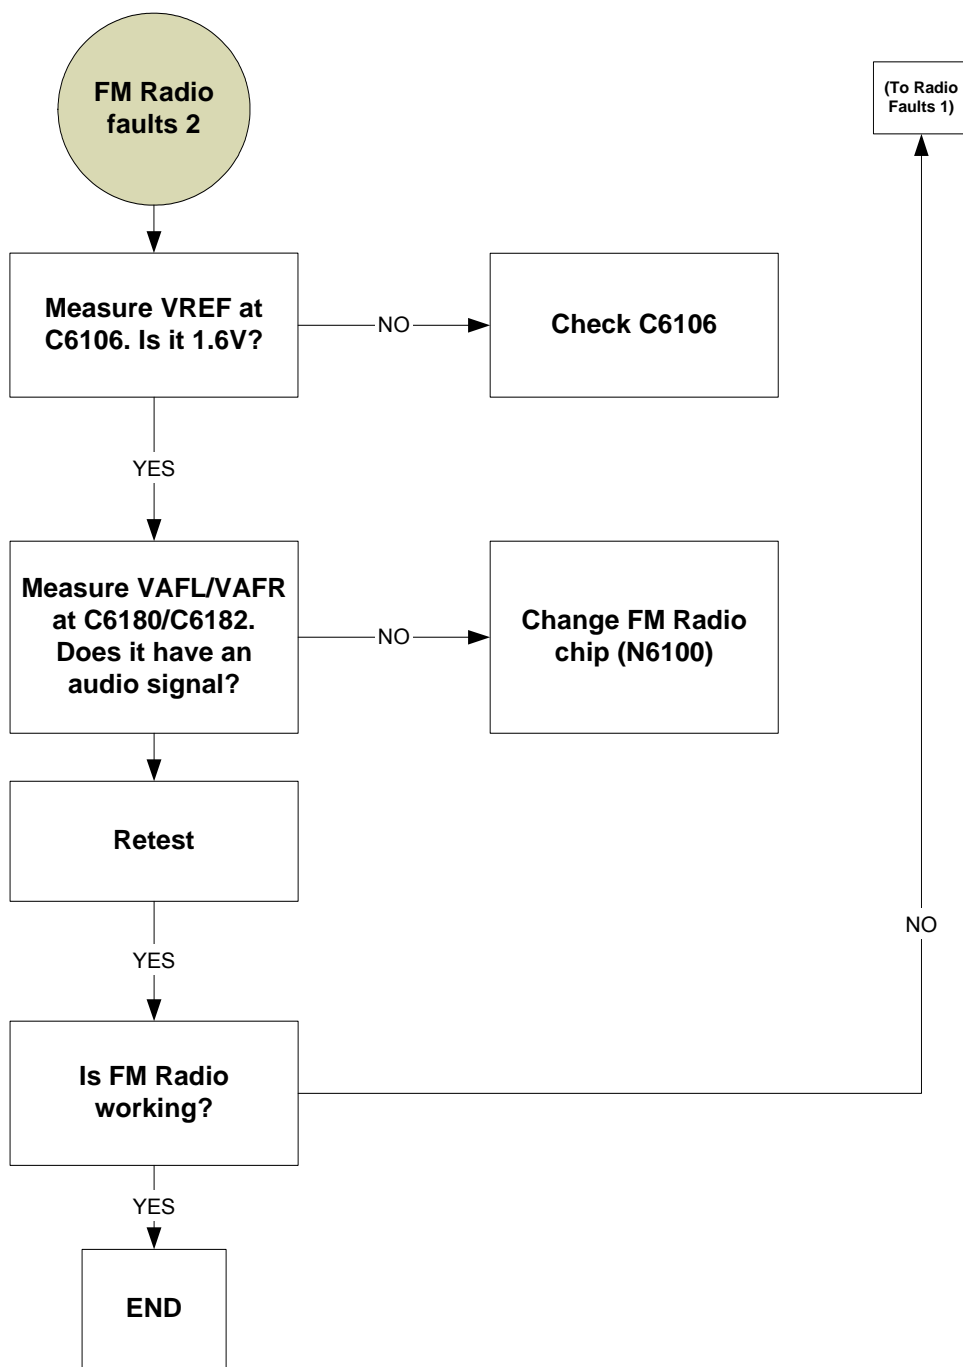 FM Radio
faults 2
(To Radio
Faults 1)
Measure VREF at
C6106. Is it 1.6V?
NO
Check C6106
YES
Measure VAFL/VAFR
at C6180/C6182.
Does it have an
audio signal?
NO
Change FM Radio
chip (N6100)
Retest
NO
YES
Is FM Radio
working?
YES
END